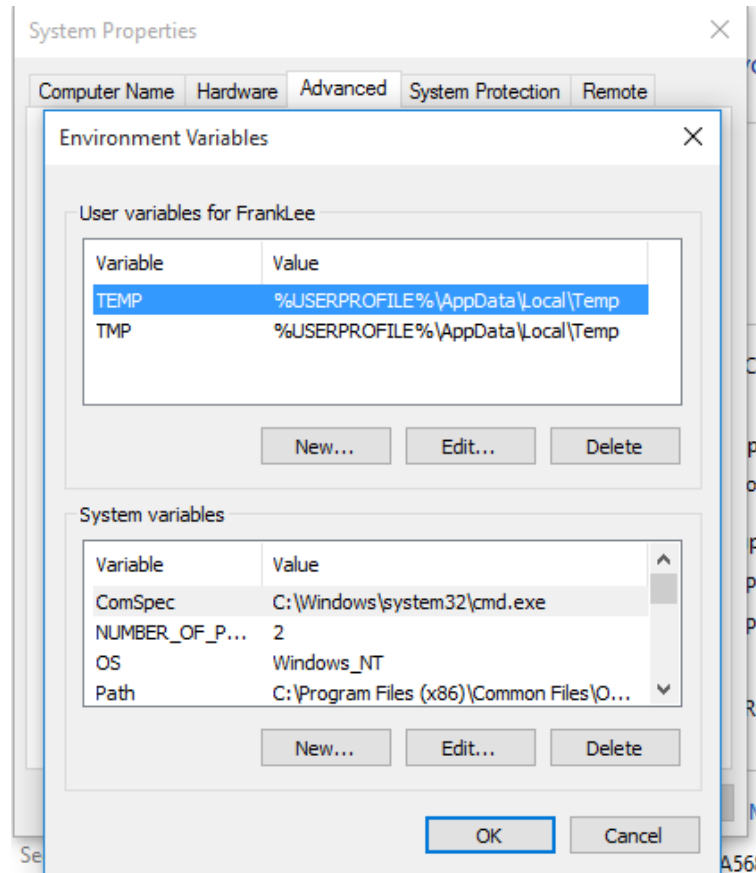 System Properties
Computer Name Hardware Advanced System Protection Remote
Environment Variables
User variables for FrankLee
Variable Value
TEMP %USERPROFILE%\AppData\Local\Temp
TMP %USERPROFILE%\AppData\Local\Temp
New... Edit... Delete
System variables
Variable Value
ComSpec C:\Windows\system32\cmd.exe
NUMBER_OF_P... 2
OS Windows_NT
Path C:\Program Files (x86)\Common Files\O...
New... Edit... Delete
OK Cancel
Se